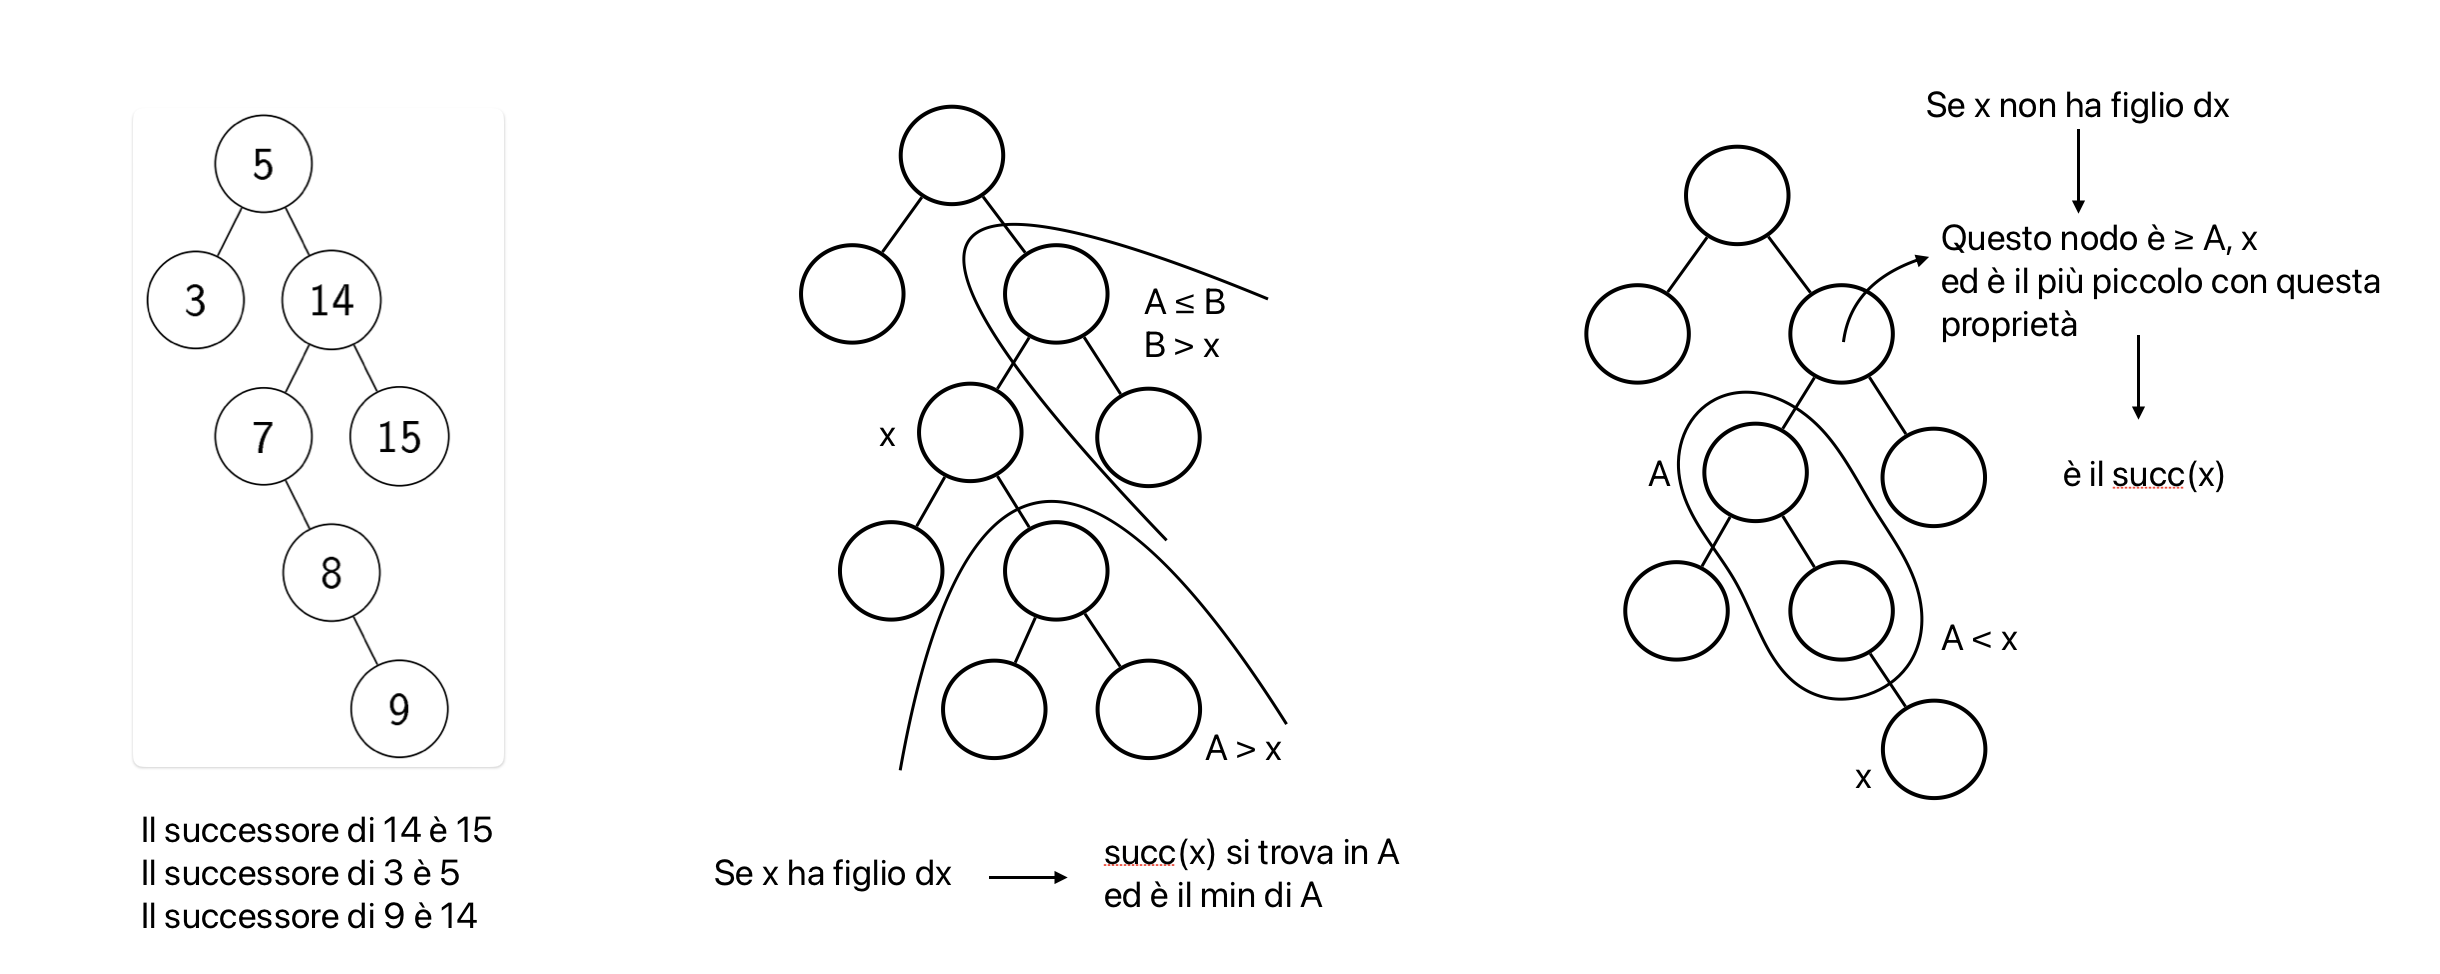 5
3
14
7
15
8
9
Il successore di 14 è 15
Il successore di 3 è 5
Il successore di 9 è 14
A ≤ B
B > x
x
A > x
Se x ha figlio dx
succ(x) si trova in A
ed è il min di A
Se x non ha figlio dx
Questo nodo è ≥ A, x
ed è il più piccolo con questa
proprietà
è il succ(x)
A
A < x
x